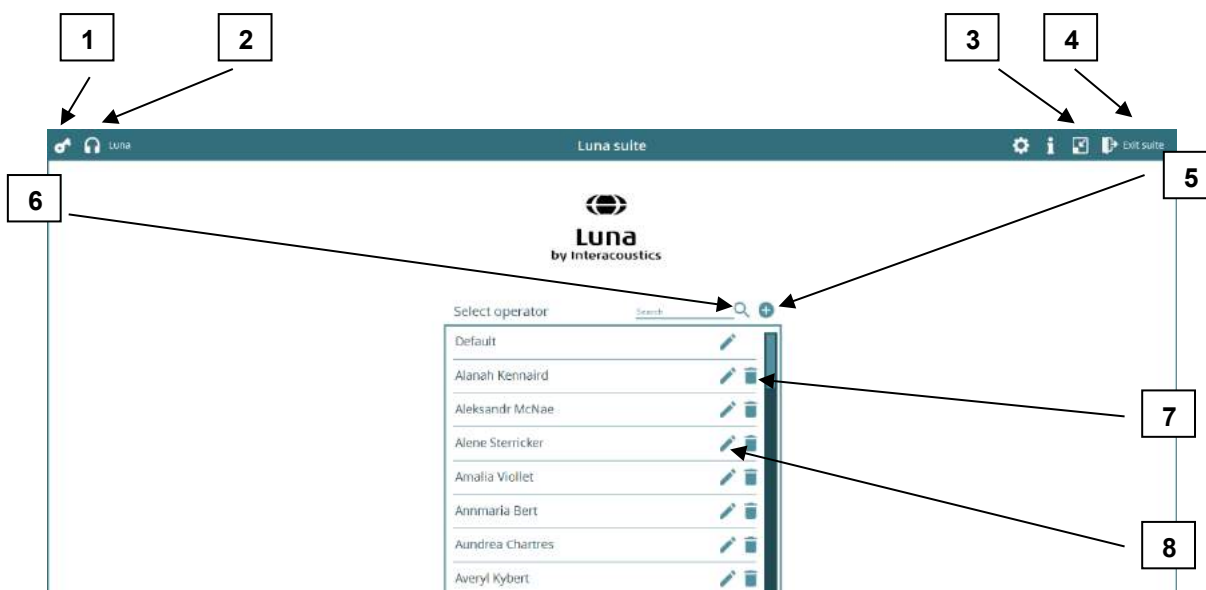 1
2
3
4
Luna
Luna suite
Exit suite
5
6
Luna
by Interacoustics
Select operator
Search
Default
Alanah Kennaird
Aleksandr McNae
7
Alene Sterricker
Amalia Viollet
Annmaria Bert
Aundrea Chartres
8
Averyl Kybert